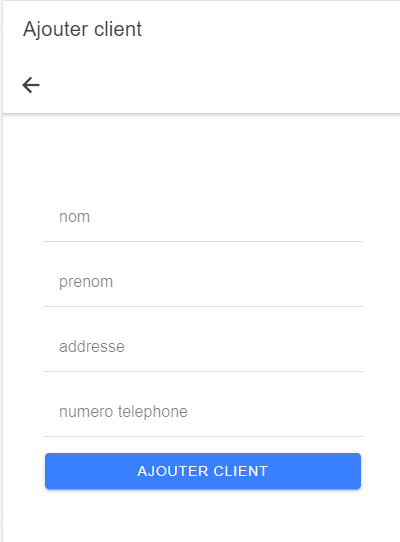 Ajouter client
nom
prenom
addresse
numero telephone
AJOUTER CLIENT